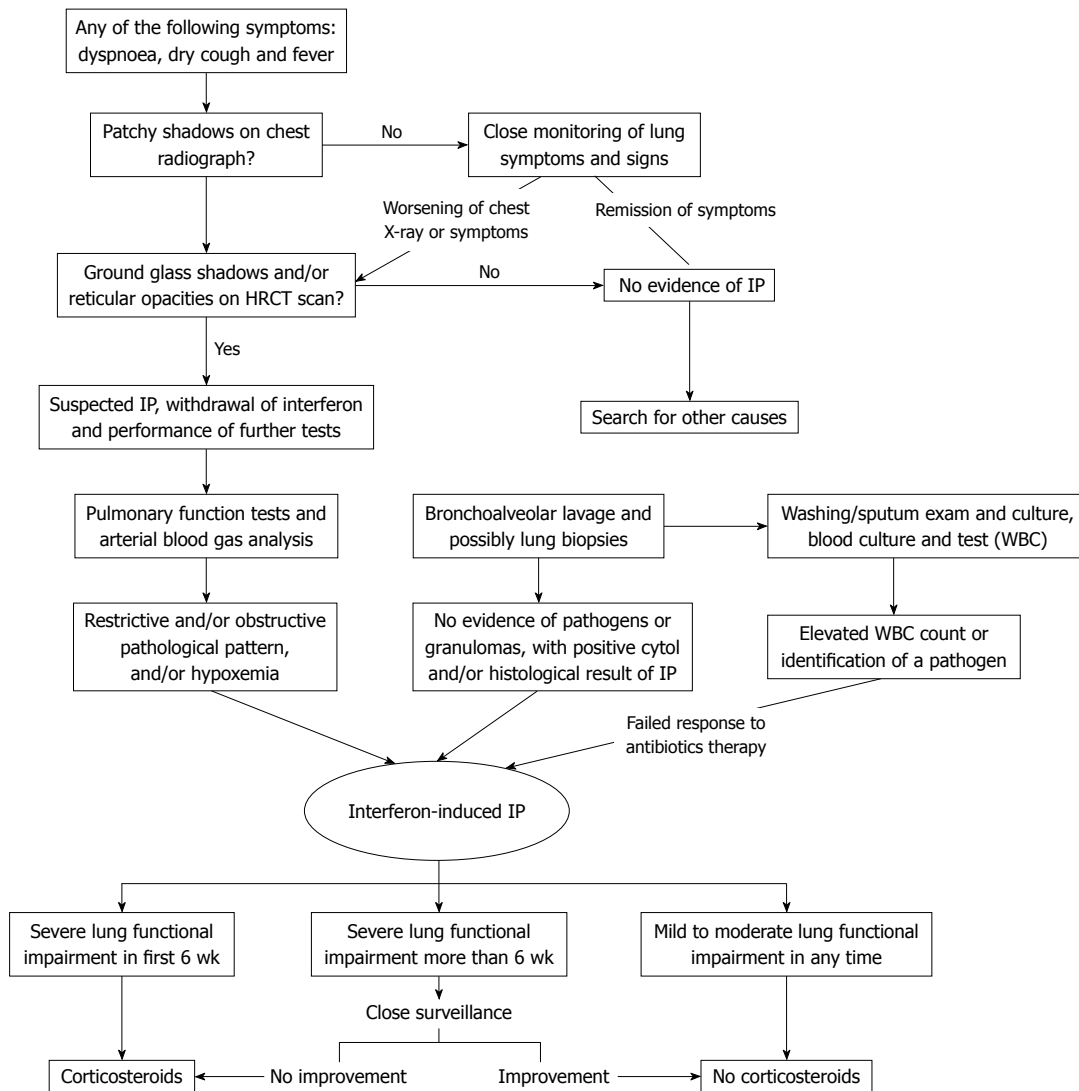 Any of the following symptoms:
dyspnoea, dry cough and fever
Patchy shadows on chest
radiograph?
No
Close monitoring of lung
symptoms and signs
Worsening of chest
X-ray or symptoms
Remission of symptoms
Ground glass shadows and/or
reticular opacities on HRCT scan?
No
No evidence of IP
Yes
Suspected IP, withdrawal of interferon
and performance of further tests
Search for other causes
Pulmonary function tests and
arterial blood gas analysis
Bronchoalveolar lavage and
possibly lung biopsies
Washing/sputum exam and culture,
blood culture and test (WBC)
Restrictive and/or obstructive
pathological pattern,
and/or hypoxemia
No evidence of pathogens or
granulomas, with positive cytol
and/or histological result of IP
Elevated WBC count or
identification of a pathogen
Failed response to
antibiotics therapy
Interferon-induced IP
Severe lung functional
impairment in first 6 wk
Severe lung functional
impairment more than 6 wk
Mild to moderate lung functional
impairment in any time
Close surveillance
Corticosteroids
No improvement
Improvement
No corticosteroids